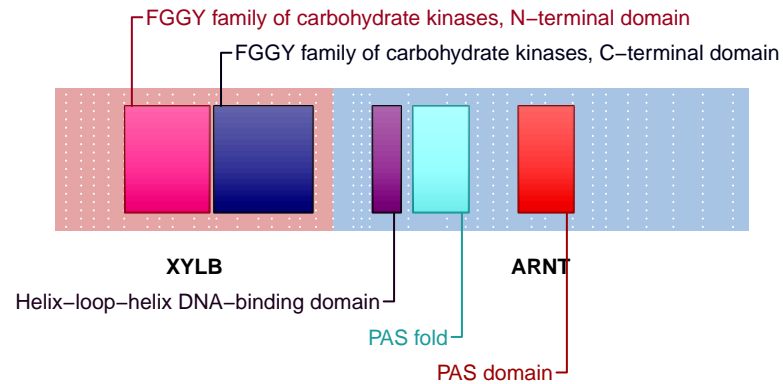 FGGY family of carbohydrate kinases, N−terminal domain
FGGY family of carbohydrate kinases, C−terminal domain
XYLB
ARNT
Helix−loop−helix DNA−binding domain
PAS fold
PAS domain